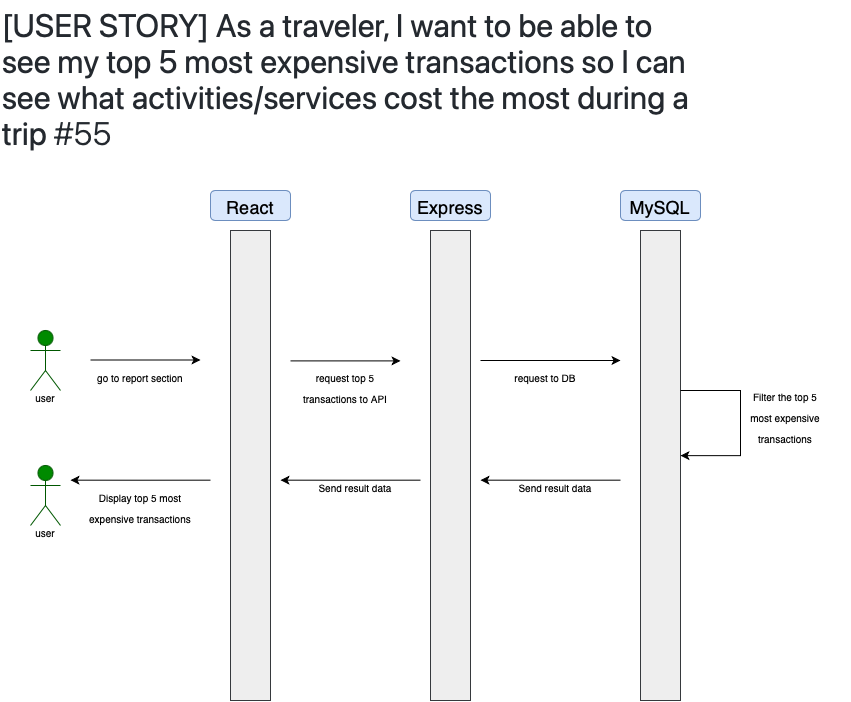 [USER STORY] As a traveler, I want to be able to
see my top 5 most expensive transactions so I can
see what activities/services cost the most during a
trip #55
React
Express
MySQL
user
go to report section
request top 5
transactions to API
request to DB
Filter the top 5
most expensive
transactions
user
Display top 5 most
expensive transactions
Send result data
Send result data